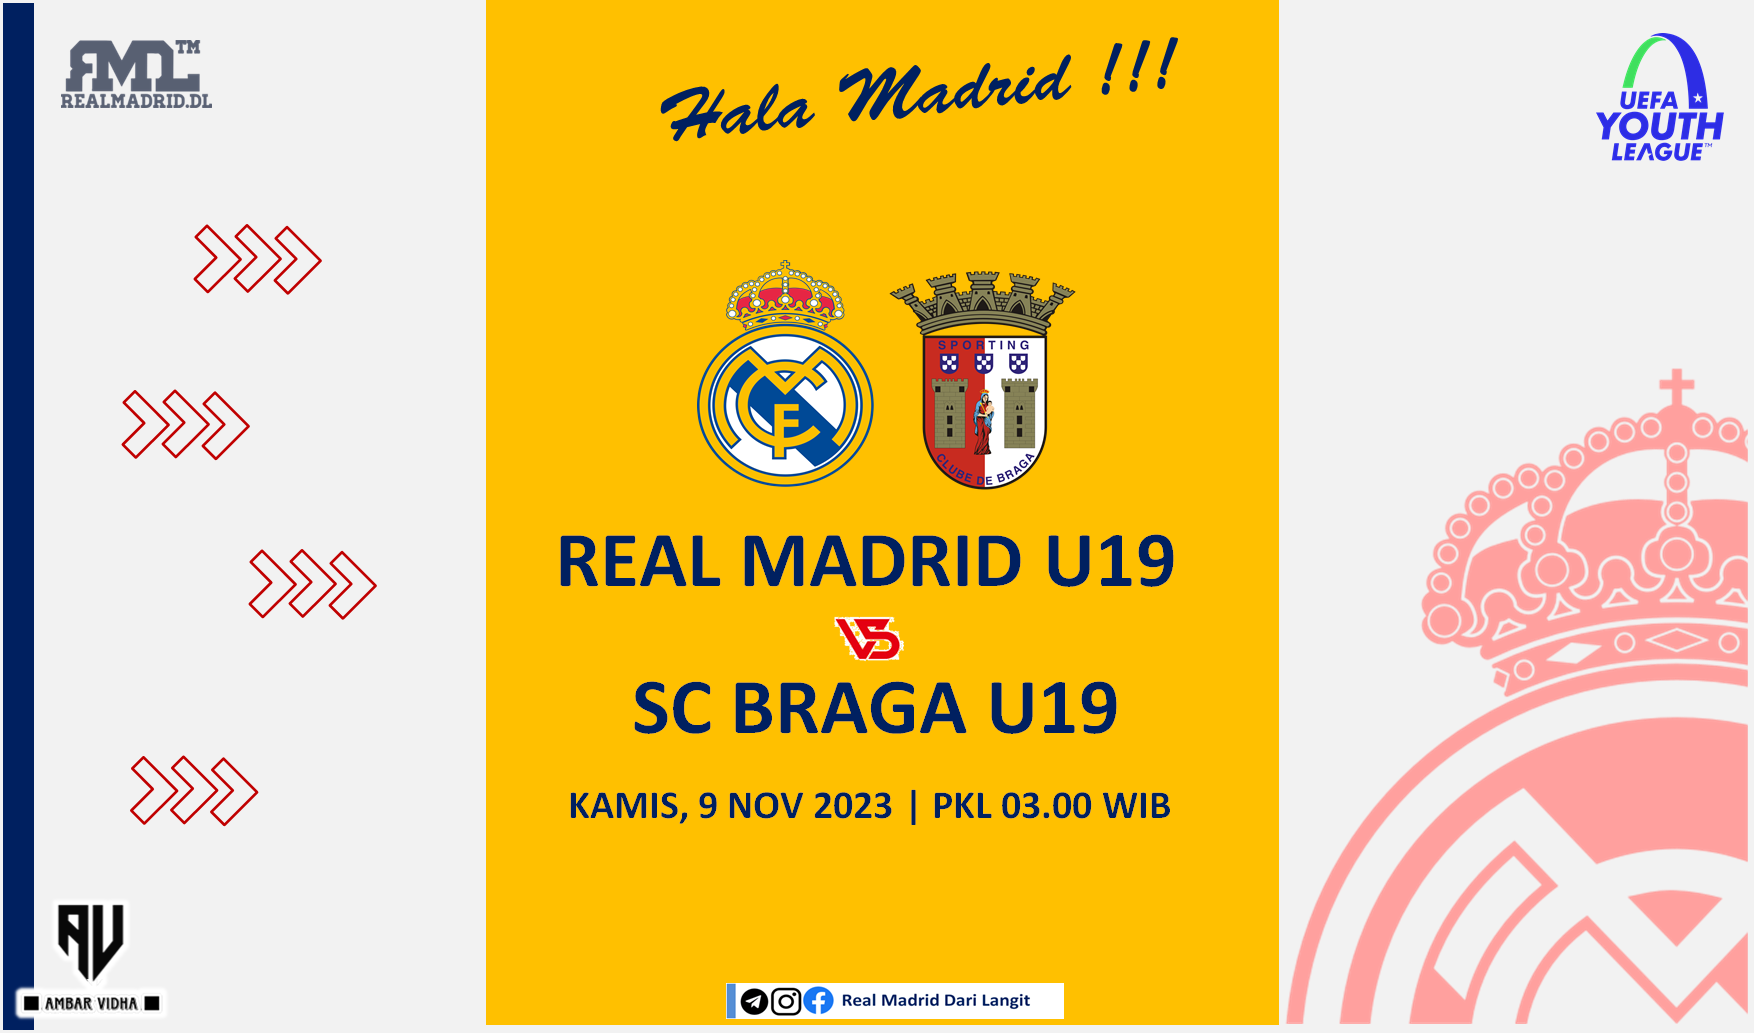 RML™
REALMADRID.DL
Hala Madrid !!!
UEFA
YOUTH
LEAGUE™
SPORTING
CLUBE DE BRAGA
REAL MADRID U19
VS
SC BRAGA U19
KAMIS, 9 NOV 2023 | PKL 03.00 WIB
AV
AMBAR VIDHA
Real Madrid Dari Langit